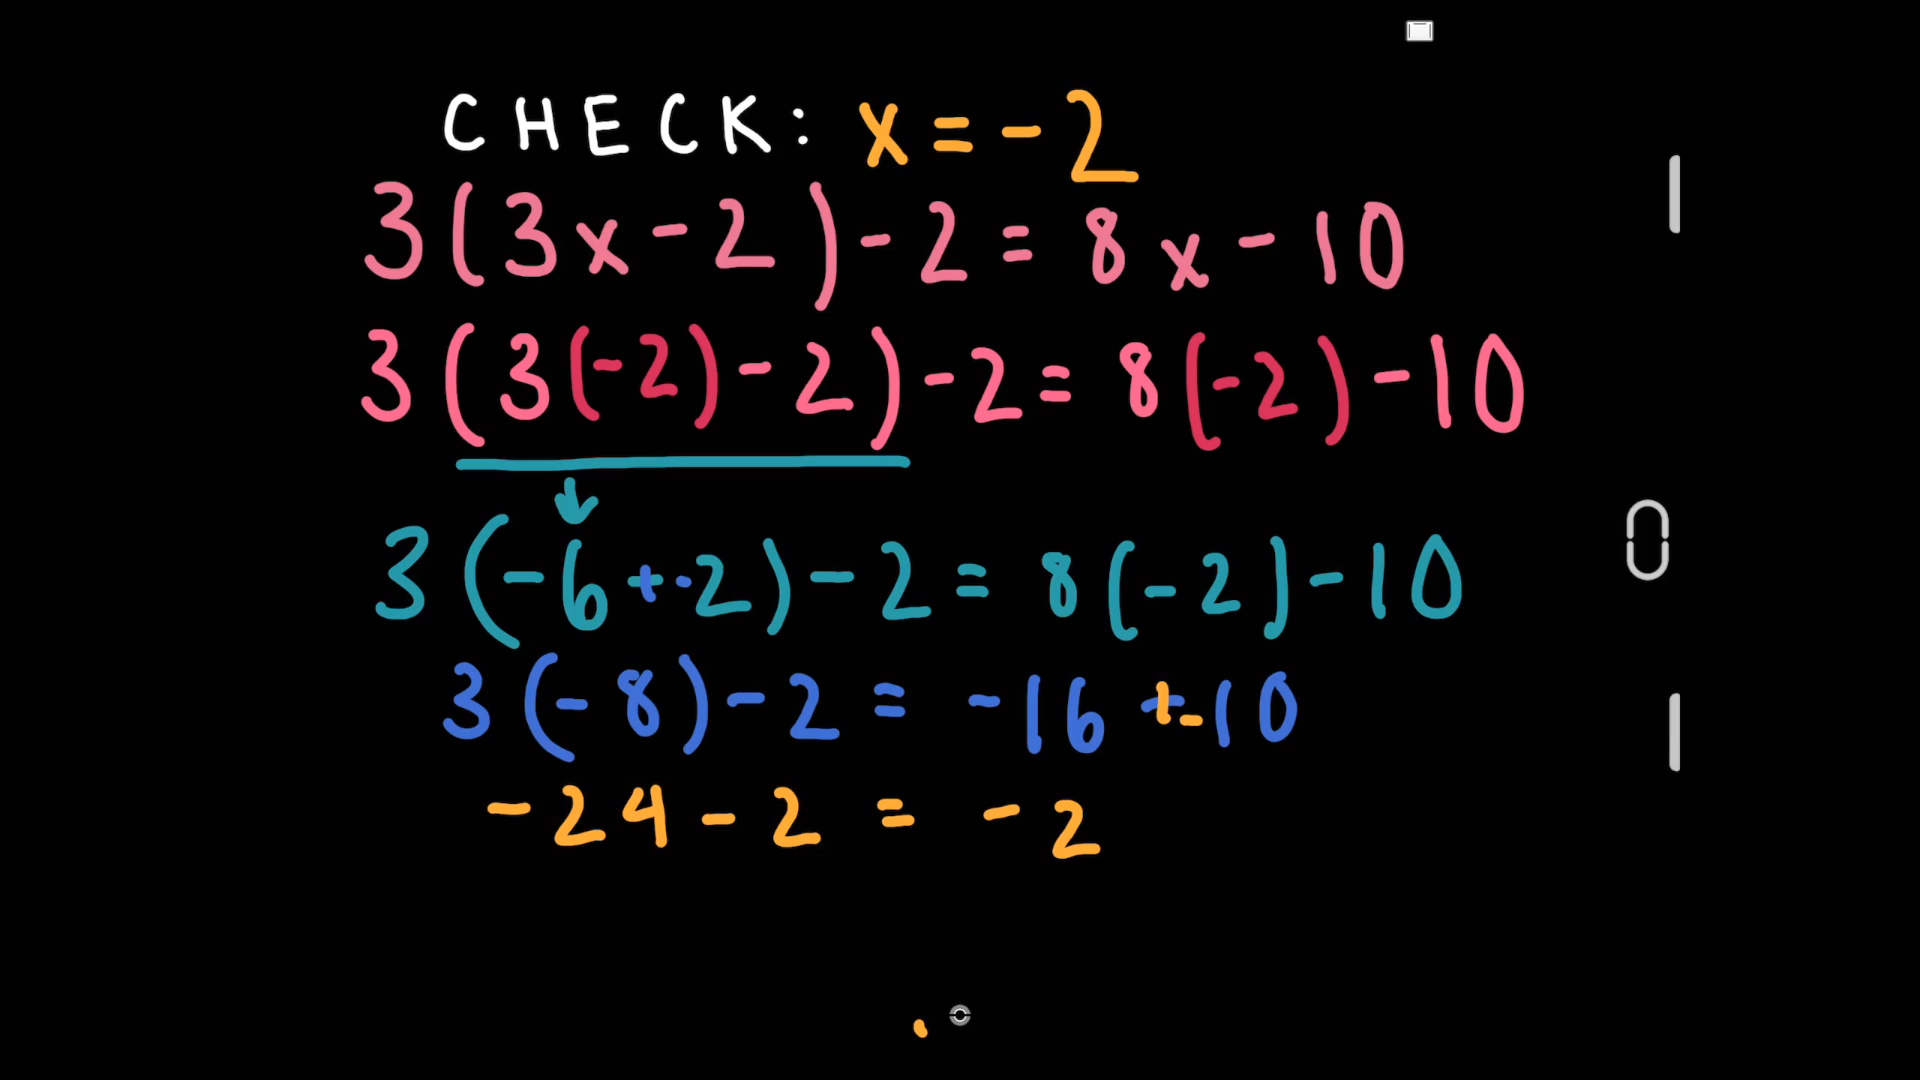 CHECK: x = -2
3(3x - 2) - 2 = 8x - 10
3(3(-2) - 2) - 2 = 8(-2) - 10
3(-6 + -2) - 2 = 8(-2) - 10
3(-8) - 2 = -16 + -10
-24 - 2 = -2